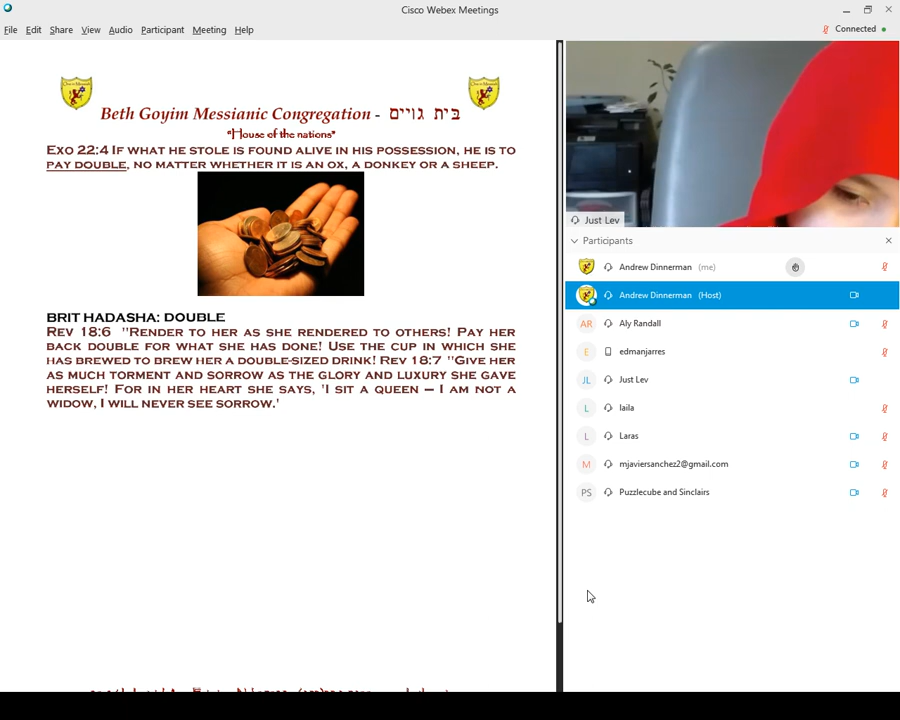 Cisco Webex Meetings
File Edit Share View Audio Participant Meeting Help
Connected
Beth Goyim Messianic Congregation - בית גויים
"House of the nations"
Exo 22:4 If what he stole is found alive in his possession, he is to
pay double, no matter whether it is an ox, a donkey or a sheep.
BRIT HADASHA: DOUBLE
Rev 18:6 "Render to her as she rendered to others! Pay her
back double for what she has done! Use the cup in which she
has brewed to brew her a double-sized drink! Rev 18:7 "Give her
as much torment and sorrow as the glory and luxury she gave
herself! For in her heart she says, 'I sit a queen — I am not a
widow, I will never see sorrow.'
Just Lev
Participants
Andrew Dinnerman (me)
Andrew Dinnerman (Host)
AR Aly Randall
E edmanjarres
JL Just Lev
L laila
L Laras
M mjaviersanchez2@gmail.com
PS Puzzlecube and Sinclairs